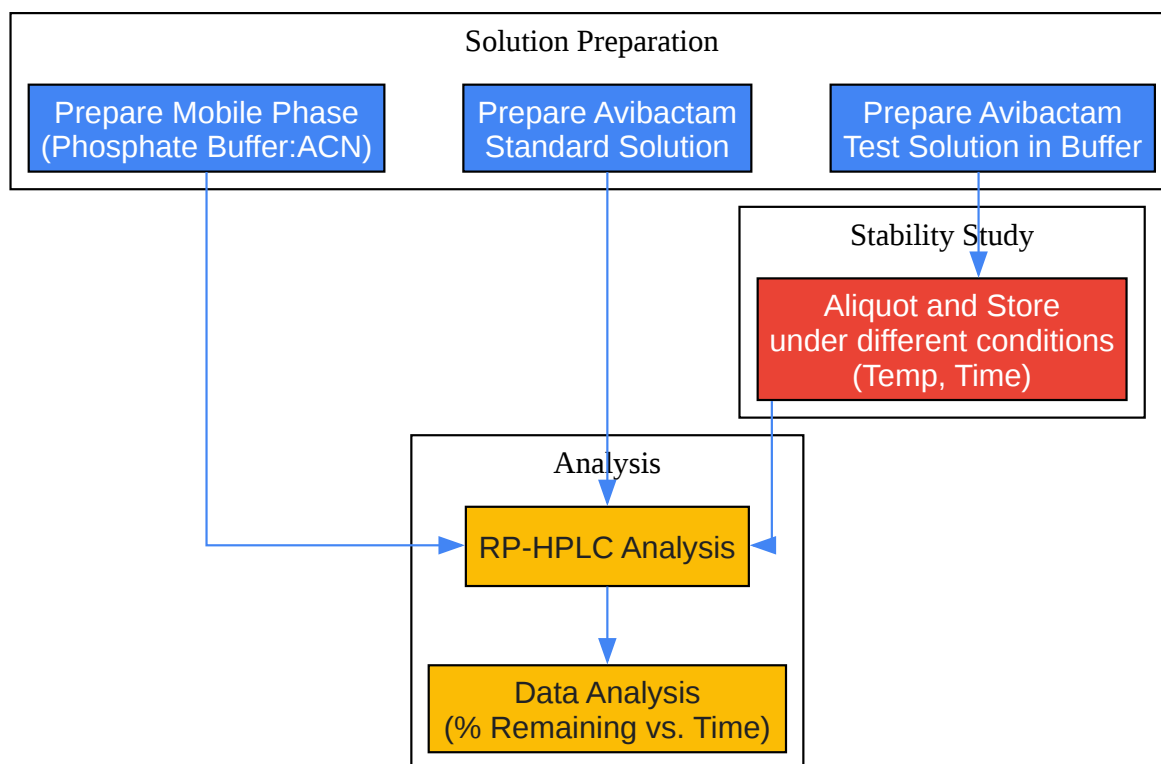 Solution Preparation
Prepare Mobile Phase
(Phosphate Buffer:ACN)
Prepare Avibactam
Standard Solution
Prepare Avibactam
Test Solution in Buffer
Stability Study
Aliquot and Store
under different conditions
(Temp, Time)
Analysis
RP-HPLC Analysis
Data Analysis
(% Remaining vs. Time)